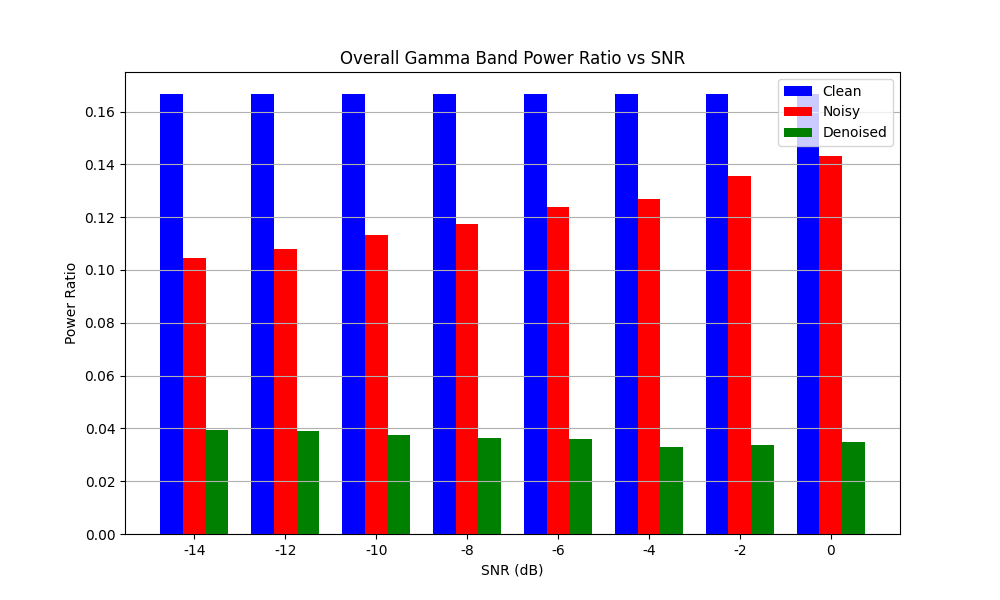 Overall Gamma Band Power Ratio vs SNR
Clean
Noisy
Denoised
Power Ratio
0.16
0.14
0.12
0.10
0.08
0.06
0.04
0.02
0.00
-14 -12 -10 -8 -6 -4 -2 0
SNR (dB)